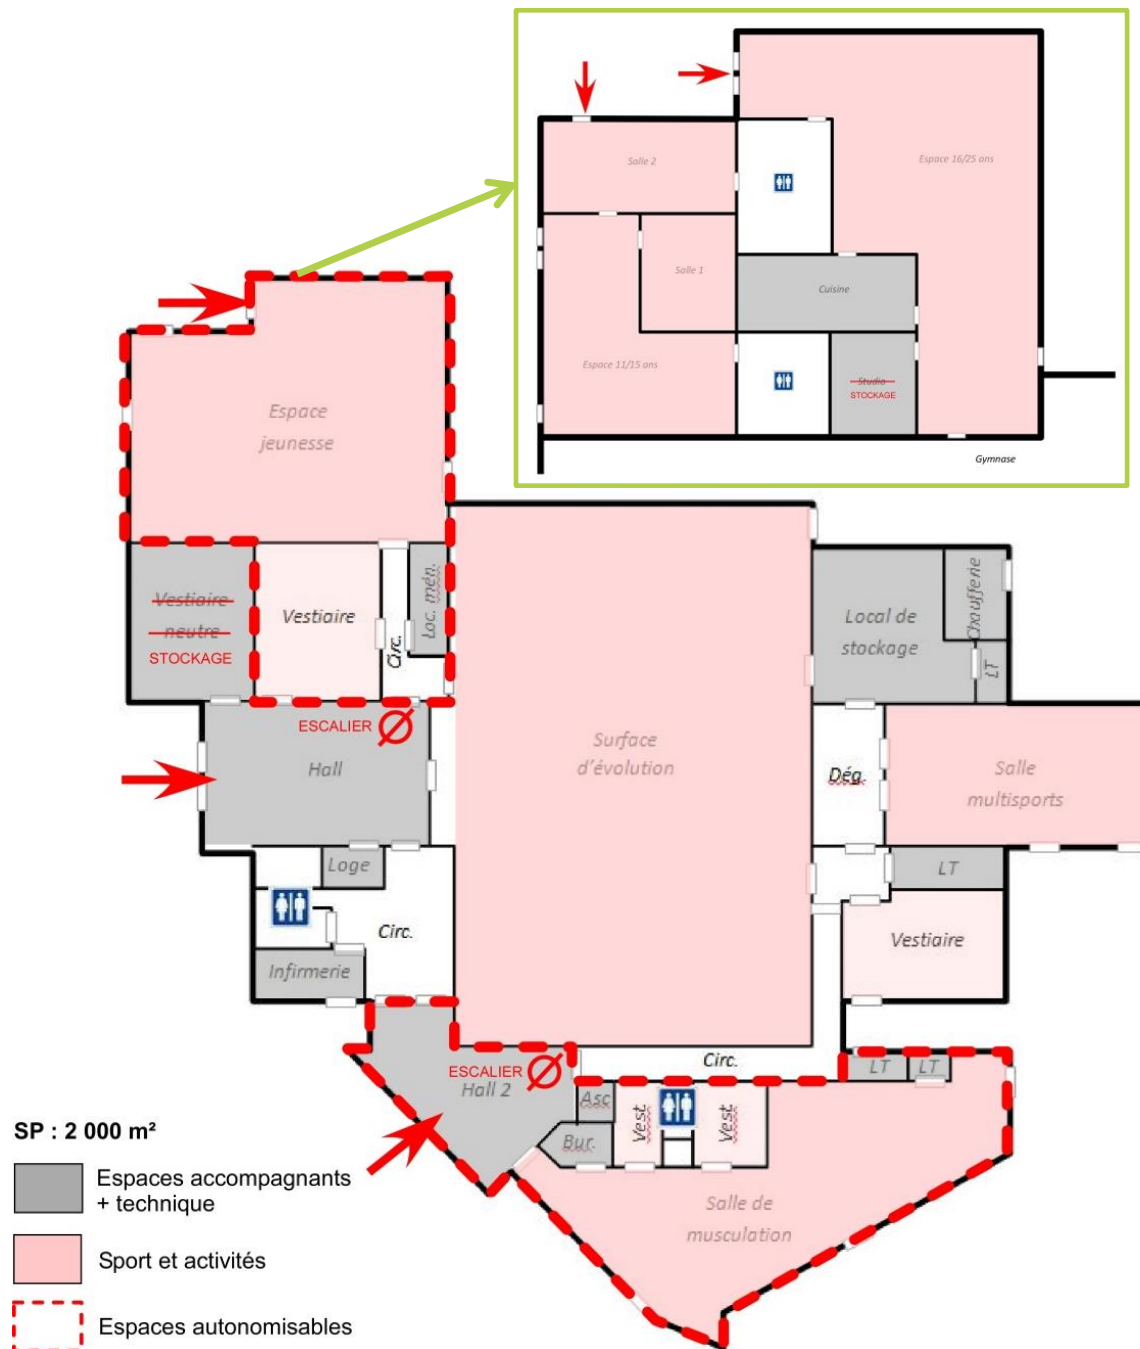 Salle 2
Espace 16/25 ans
Salle 1
Cuisine
Espace 11/15 ans
Studio
STOCKAGE
Gymnase
Espace
jeunesse
Vestiaire
neutre
STOCKAGE
Vestiaire
Circ.
Loc. mén.
ESCALIER
Hall
Surface
d'évolution
Local de
stockage
Chaufferie
LT
Dég.
Salle
multisports
LT
Vestiaire
Loge
Circ.
Infirmerie
ESCALIER
Hall 2
Circ.
LT
LT
Asc
Bur.
Vest.
Vest.
Salle de
musculation
SP : 2 000 m²
Espaces accompagnants
+ technique
Sport et activités
Espaces autonomisables